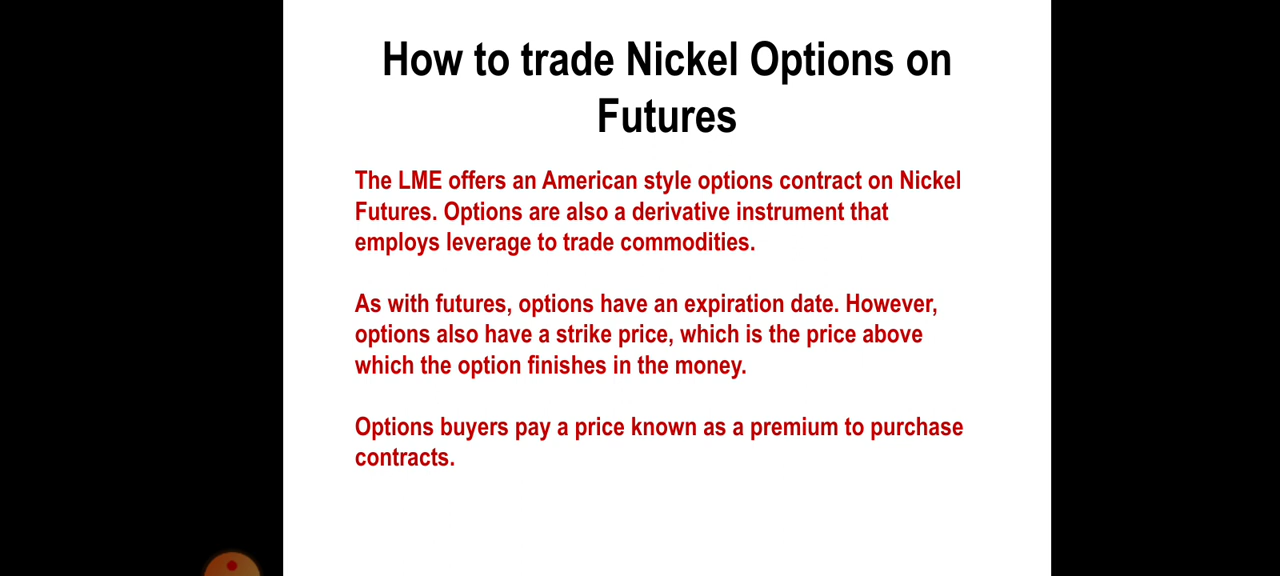 How to trade Nickel Options on
Futures
The LME offers an American style options contract on Nickel
Futures. Options are also a derivative instrument that
employs leverage to trade commodities.
As with futures, options have an expiration date. However,
options also have a strike price, which is the price above
which the option finishes in the money.
Options buyers pay a price known as a premium to purchase
contracts.